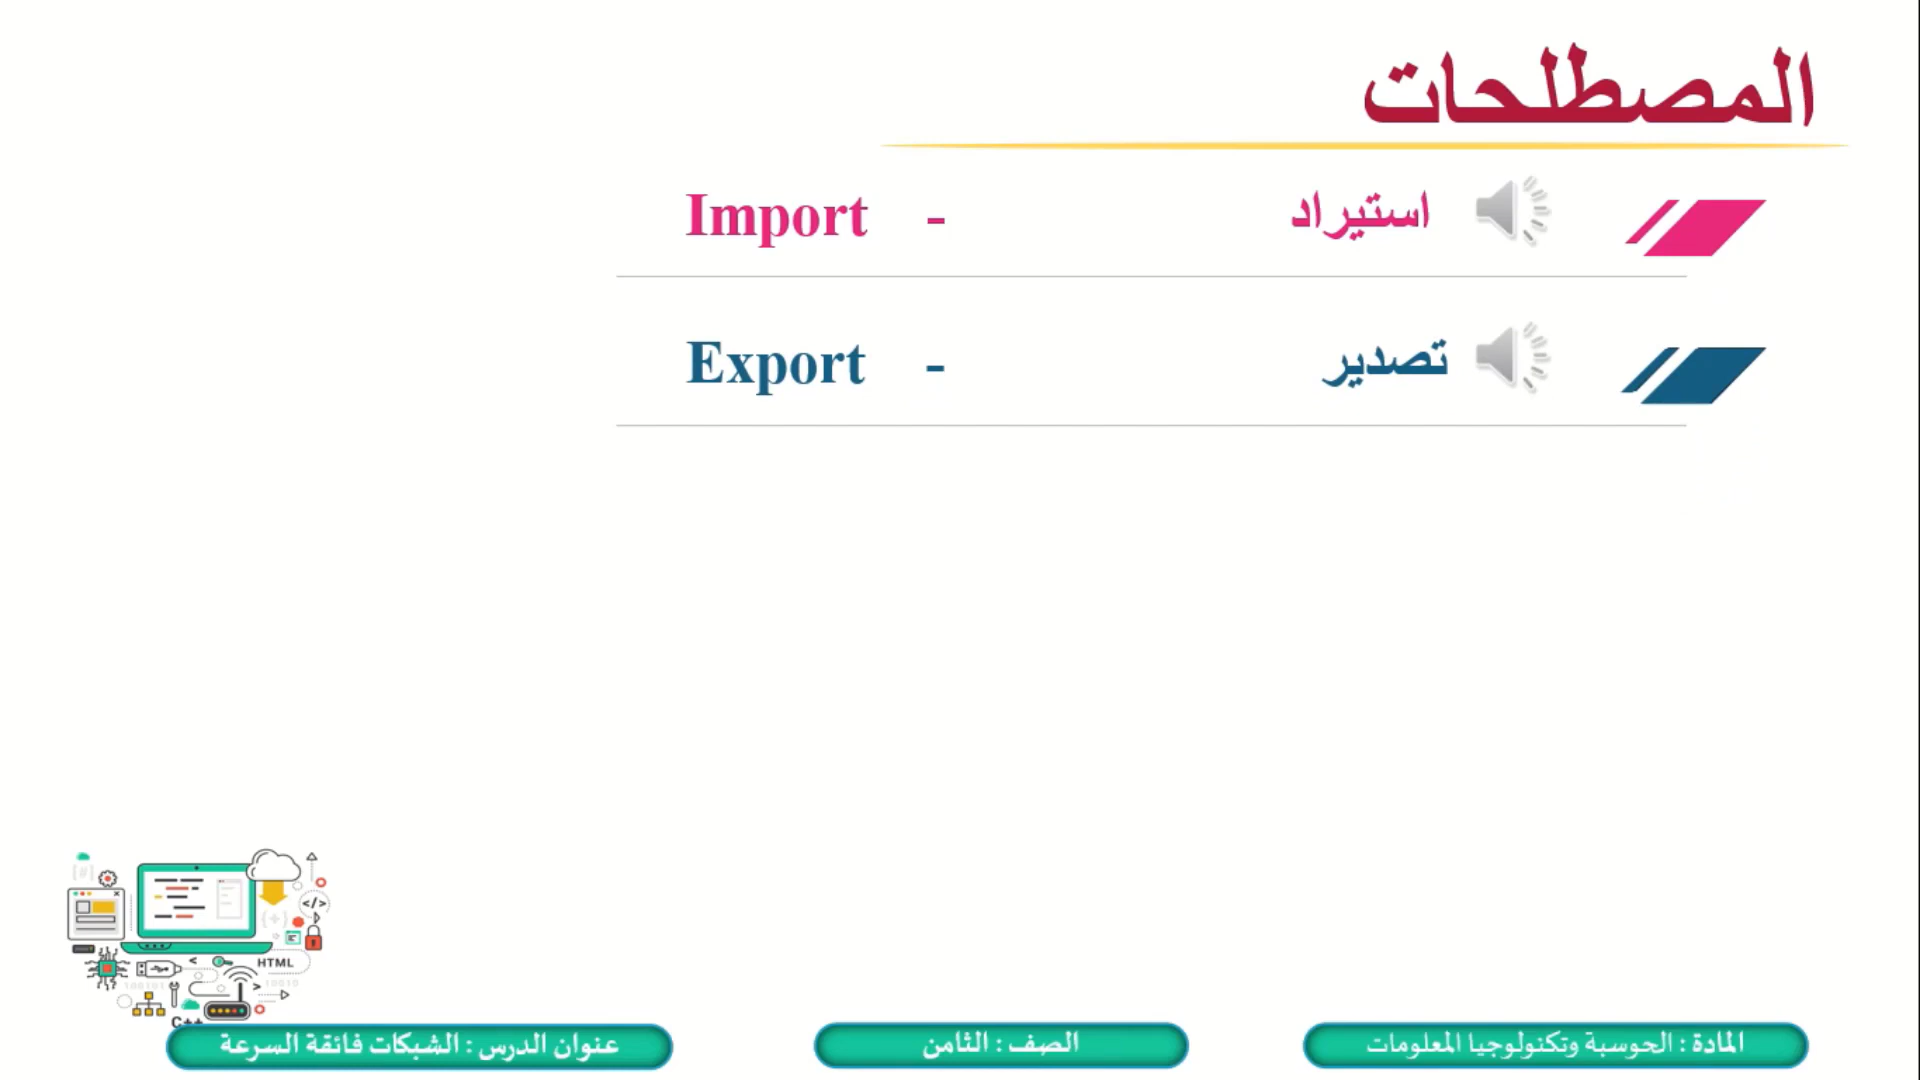 المصطلحات
استيراد - Import
تصدير - Export
HTML
C++
المادة : الحوسبة وتكنولوجيا المعلومات
الصف : الثامن
عنوان الدرس : الشبكات فائقة السرعة